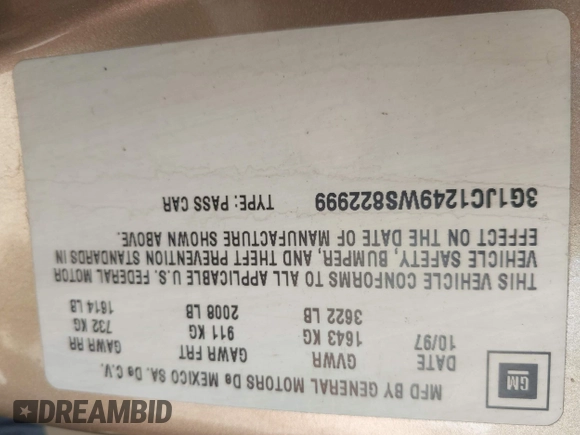 GM
MFD BY GENERAL MOTORS De MEXICO SA. De C.V.
DATE GVWR GAWR FRT GAWR RR
10/97 1643 KG 911 KG 732 KG
3622 LB 2008 LB 1614 LB
THIS VEHICLE CONFORMS TO ALL APPLICABLE U.S. FEDERAL MOTOR
VEHICLE SAFETY, BUMPER, AND THEFT PREVENTION STANDARDS IN
EFFECT ON THE DATE OF MANUFACTURE SHOWN ABOVE.
3G1JC1249WS822999 TYPE: PASS CAR
DREAMBID